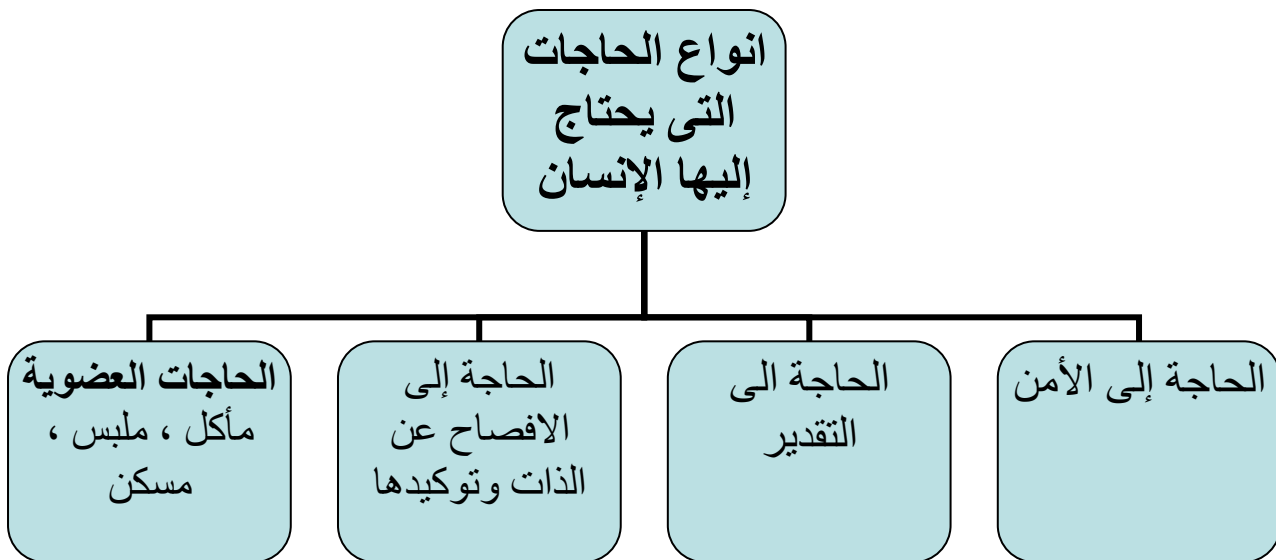 انواع الحاجات
التى يحتاج
إليها الإنسان
الحاجة إلى الأمن
الحاجة الى
التقدير
الحاجة إلى
الافصاح عن
الذات وتوكيدها
الحاجات العضوية
مأكل ، ملبس ،
مسكن